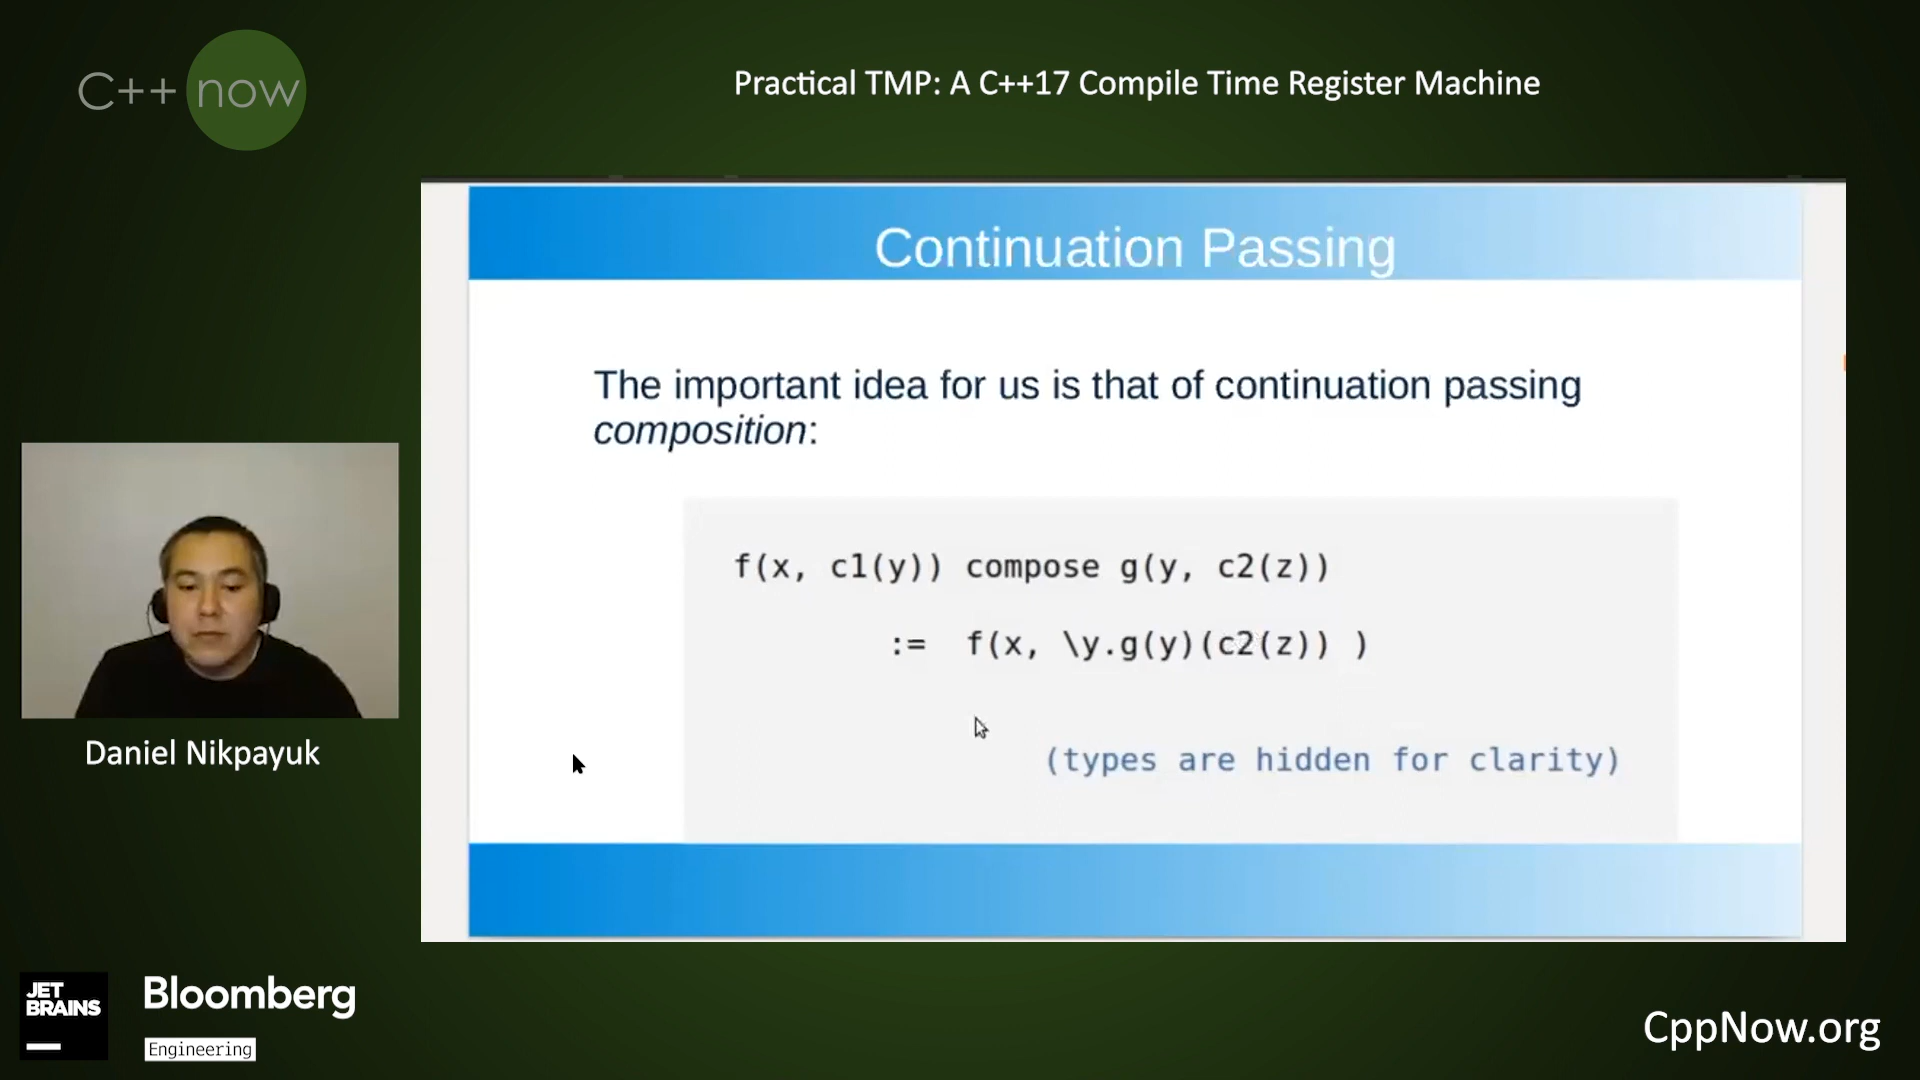 C++ now
Practical TMP: A C++17 Compile Time Register Machine
Continuation Passing
The important idea for us is that of continuation passing
composition:
f(x, c1(y)) compose g(y, c2(z))
:= f(x, \y.g(y)(c2(z)) )
(types are hidden for clarity)
Daniel Nikpayuk
JET
BRAINS
Bloomberg
Engineering
CppNow.org